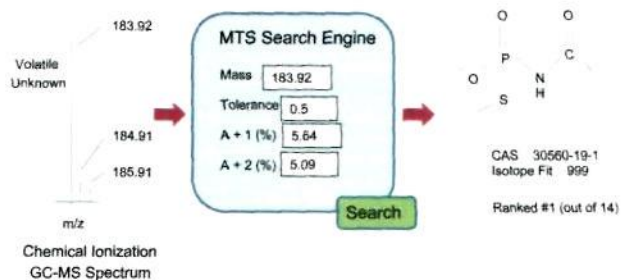 183.92
Volatile
Unknown
184.91
185.91
m/z
Chemical Ionization
GC-MS Spectrum
MTS Search Engine
Mass 183.92
Tolerance 0.5
A + 1 (%) 5.64
A + 2 (%) 5.09
Search
O O
P C
O N
S H
CAS 30560-19-1
Isotope Fit 999
Ranked #1 (out of 14)